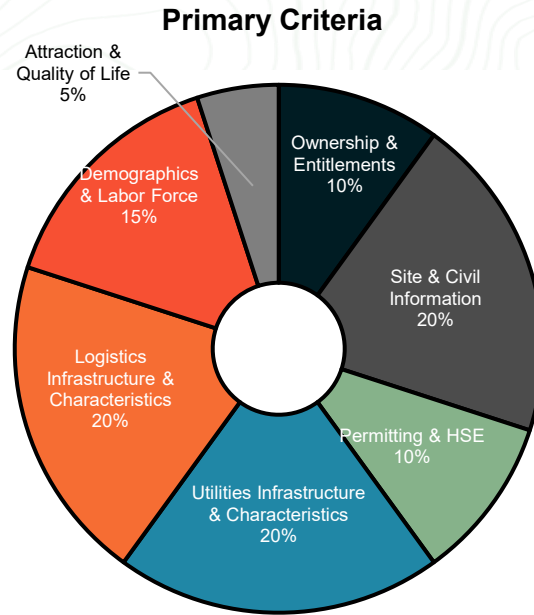 Primary Criteria
Attraction &
Quality of Life
5%
Ownership &
Entitlements
10%
Demographics
& Labor Force
15%
Site & Civil
Information
20%
Logistics
Infrastructure &
Characteristics
20%
Permitting & HSE
10%
Utilities Infrastructure
& Characteristics
20%